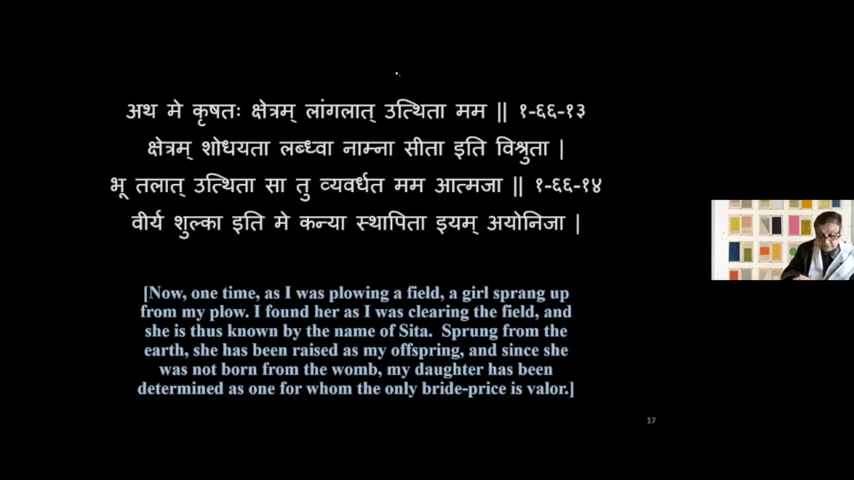 अथ मे कृषतः क्षेत्रम् लांगलात् उत्थिता मम || १-६६-१३
क्षेत्रम् शोधयता लब्ध्वा नाम्ना सीता इति विश्रुता |
भू तलात् उत्थिता सा तु व्यवर्धत मम आत्मजा || १-६६-१४
वीर्य शुल्का इति मे कन्या स्थापिता इयम् अयोनिजा |
[Now, one time, as I was plowing a field, a girl sprang up
from my plow. I found her as I was clearing the field, and
she is thus known by the name of Sita.  Sprung from the
earth, she has been raised as my offspring, and since she
was not born from the womb, my daughter has been
determined as one for whom the only bride-price is valor.]
17